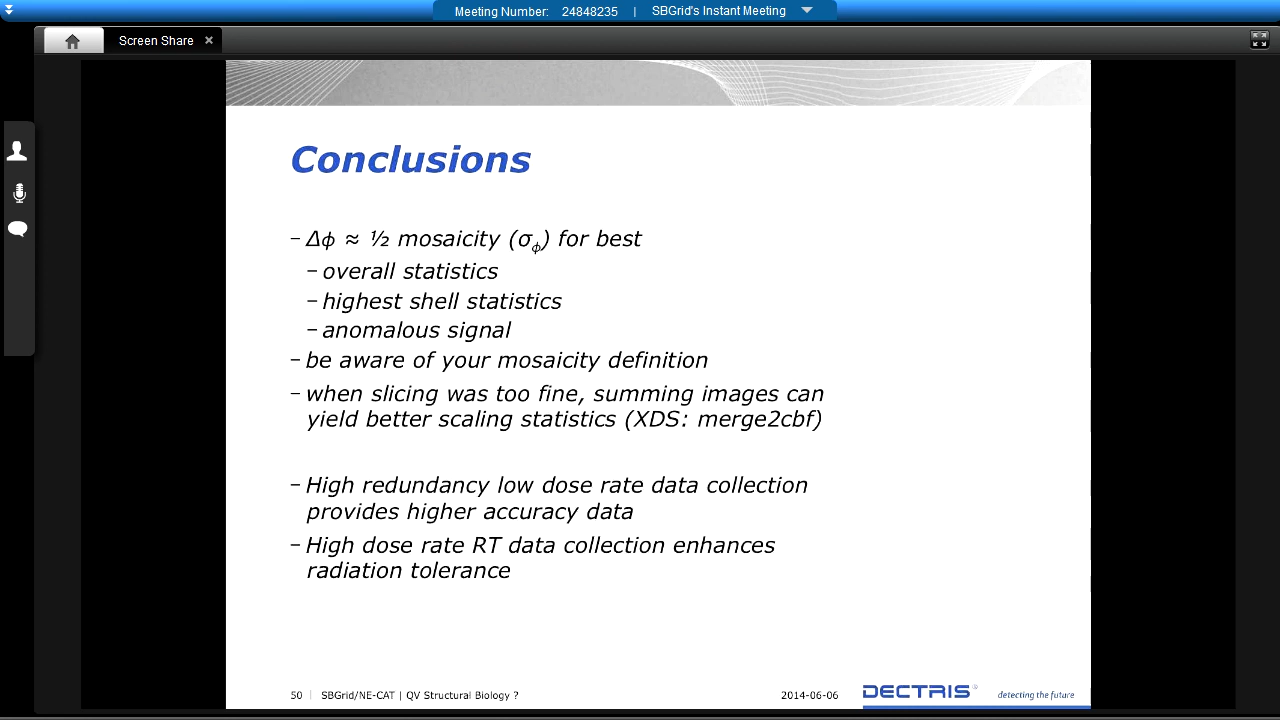 Meeting Number: 24848235 | SBGrid's Instant Meeting
Screen Share ×
Conclusions
– Δϕ ≈ ½ mosaicity (σϕ) for best
– overall statistics
– highest shell statistics
– anomalous signal
– be aware of your mosaicity definition
– when slicing was too fine, summing images can
yield better scaling statistics (XDS: merge2cbf)
– High redundancy low dose rate data collection
provides higher accuracy data
– High dose rate RT data collection enhances
radiation tolerance
50 | SBGrid/NE-CAT | QV Structural Biology ? 2014-06-06 DECTRIS® detecting the future